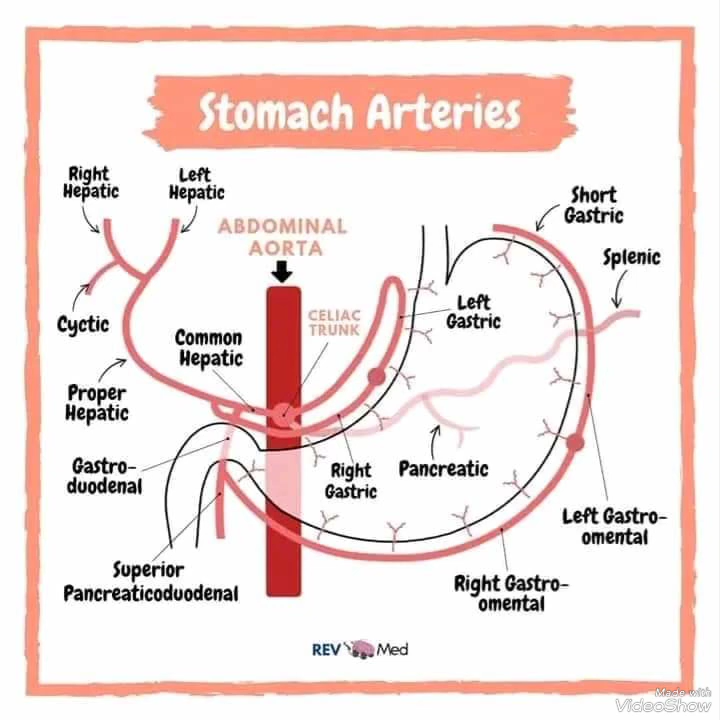 Stomach Arteries
Right
Hepatic
Left
Hepatic
ABDOMINAL
AORTA
Short
Gastric
Splenic
Cyctic
Common
Hepatic
CELIAC
TRUNK
Left
Gastric
Proper
Hepatic
Gastro-
duodenal
Right
Gastric
Pancreatic
Left Gastro-
omental
Superior
Pancreaticoduodenal
Right Gastro-
omental
REV Med
Made with
VideoShow